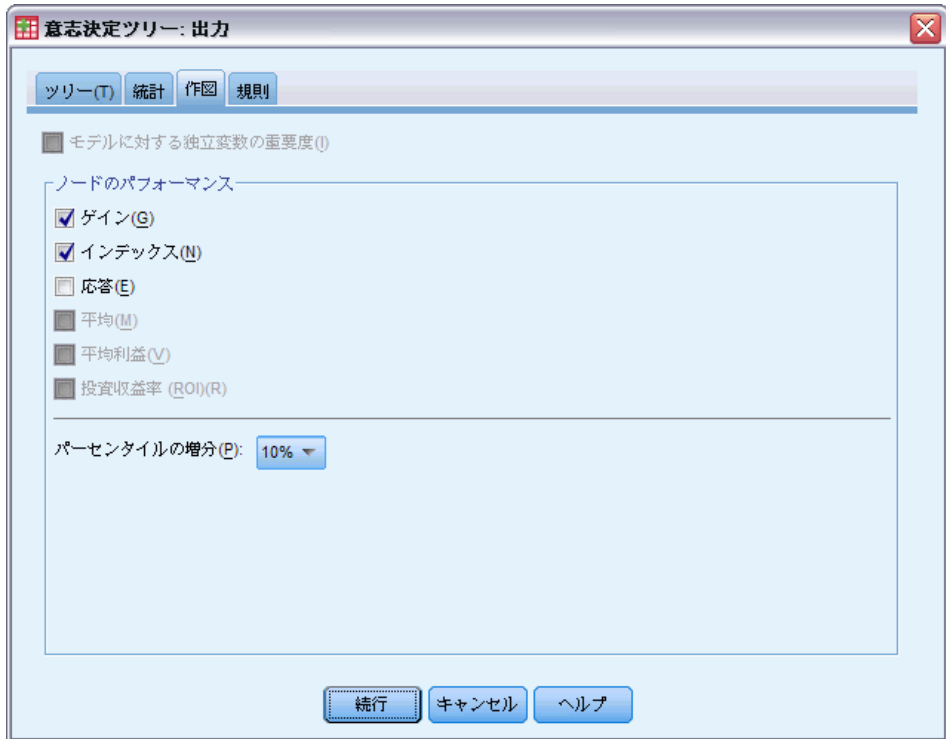 意志決定ツリー: 出力
ツリー(T) 統計 作図 規則
モデルに対する独立変数の重要度(I)
ノードのパフォーマンス
ゲイン(G)
インデックス(N)
応答(E)
平均(M)
平均利益(V)
投資収益率 (ROI)(R)
パーセンタイルの増分(P): 10%
続行 キャンセル ヘルプ